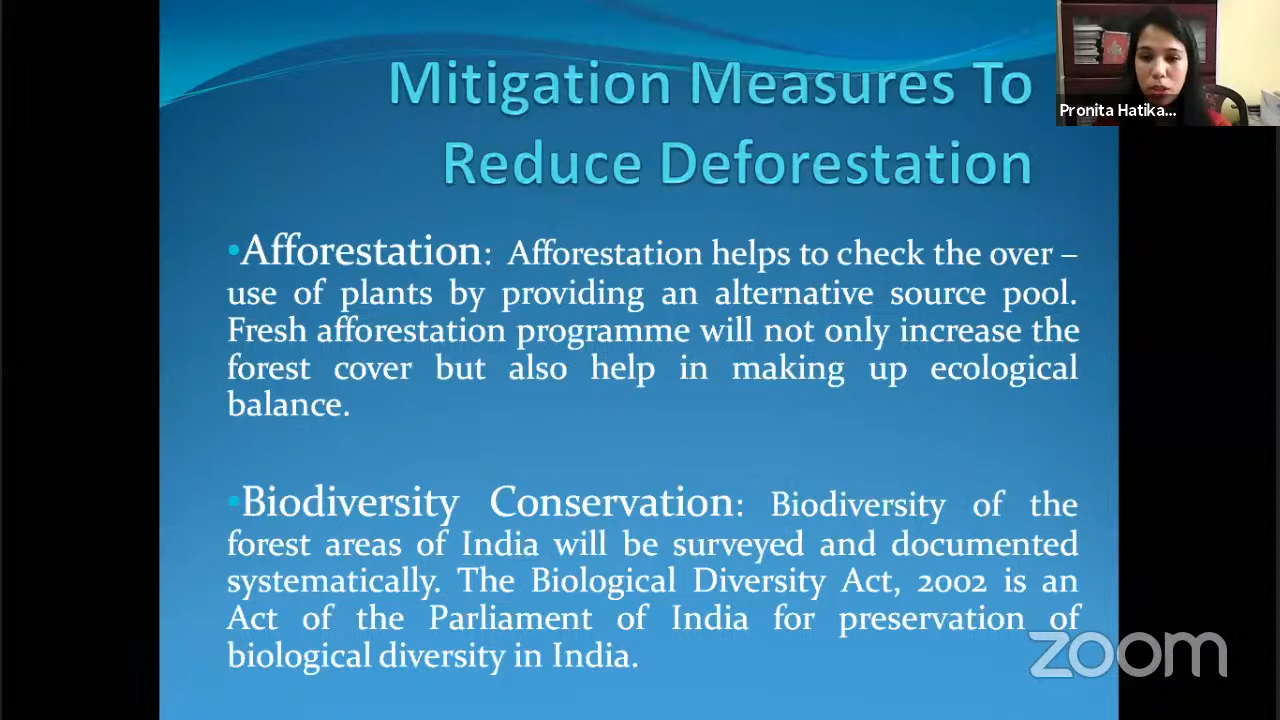 Mitigation Measures To
Reduce Deforestation
Pronita Hatika...
•Afforestation: Afforestation helps to check the over –
use of plants by providing an alternative source pool.
Fresh afforestation programme will not only increase the
forest cover but also help in making up ecological
balance.
•Biodiversity Conservation: Biodiversity of the
forest areas of India will be surveyed and documented
systematically. The Biological Diversity Act, 2002 is an
Act of the Parliament of India for preservation of
biological diversity in India.
zoom